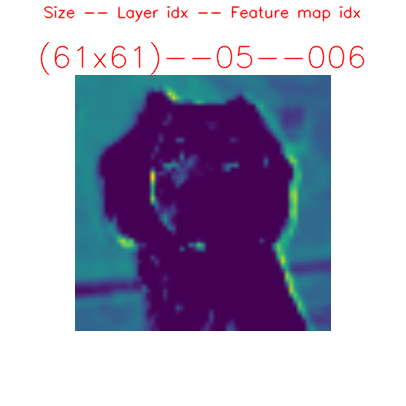 Size -- Layer idx -- Feature map idx
(61x61)--05--006